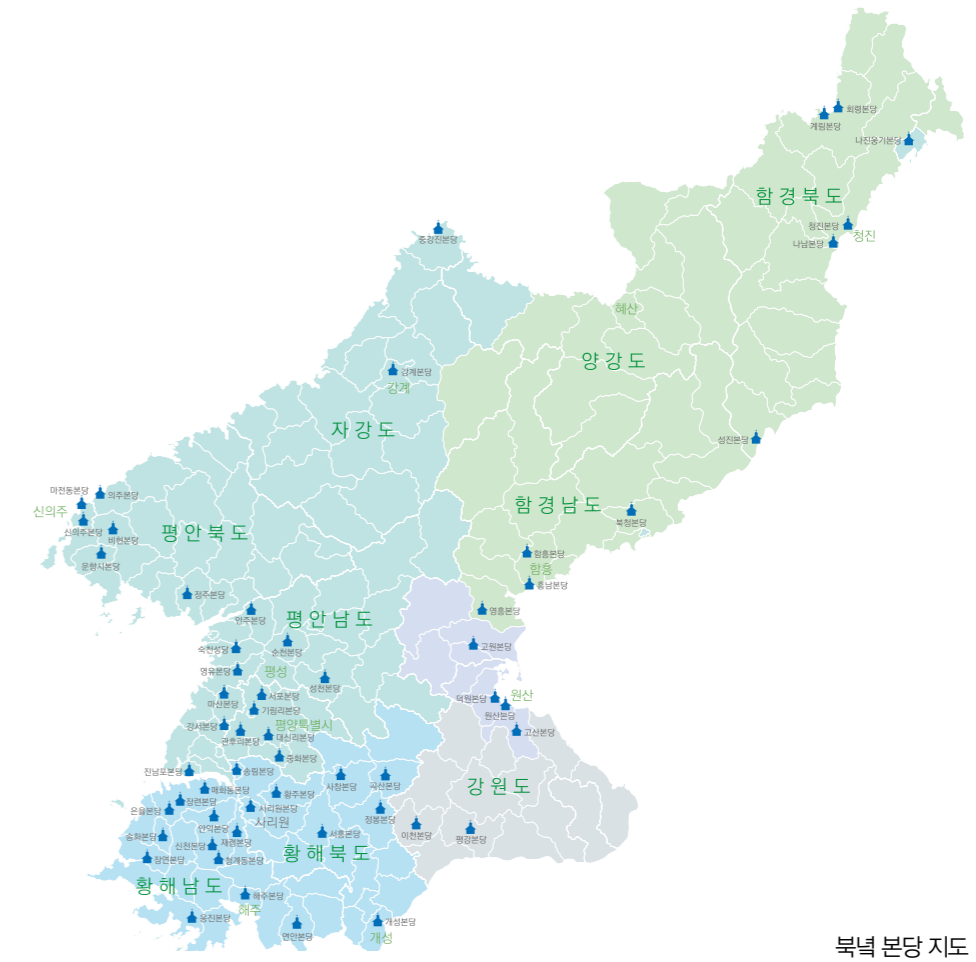 회령본당
계림본당
나진웅기본당
함경북도
청진본당
청진
나남본당
중강진본당
혜산
양강도
강계본당
강계
자강도
성진본당
마전동본당
의주본당
신의주
신의주본당
비현본당
운향시본당
평안북도
함경남도
북청본당
함흥본당
함흥
흥남본당
정주본당
안주본당
평안남도
영흥본당
숙천성당
순천본당
고원본당
영유본당
평성
성천본당
마산본당
서포본당
기림리본당
덕원본당
원산
원산본당
강서본당
관후리본당
평양특별시
대신리본당
고산본당
중화본당
진남포본당
송림본당
사창본당
곡산본당
강원도
매화동본당
황주본당
장련본당
은율본당
사리원본당
사리원
안악본당
정봉본당
이천본당
평강본당
송화본당
신천본당
재령본당
서흥본당
황해북도
장연본당
청계동본당
황해남도
해주본당
해주
옹진본당
연안본당
개성본당
개성
북녘 본당 지도